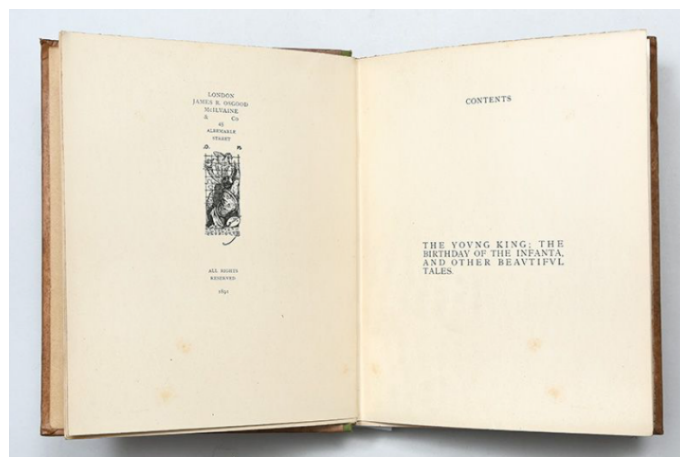 LONDON
JAMES R. OSGOOD
McILVAINE
& Co
45
ALBEMARLE
STREET
ALL RIGHTS
RESERVED
1891
CONTENTS
THE YOVNG KING; THE
BIRTHDAY OF THE INFANTA,
AND OTHER BEAVTIFVL
TALES.